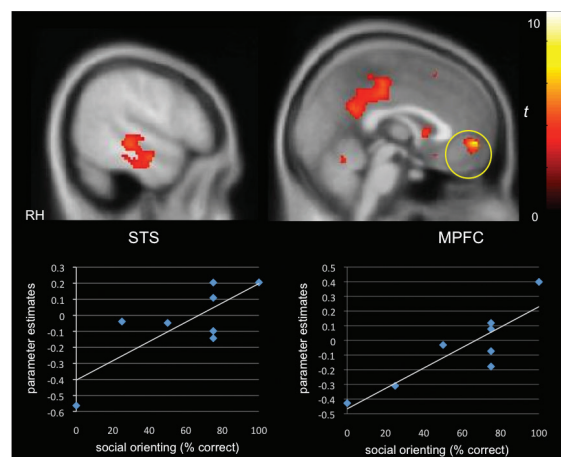 10
t
0
RH
STS
MPFC
0.3
0.2
0.1
0
-0.1
-0.2
-0.3
-0.4
-0.5
-0.6
parameter estimates
0 20 40 60 80 100
social orienting (% correct)
0.5
0.4
0.3
0.2
0.1
0
-0.1
-0.2
-0.3
-0.4
-0.5
parameter estimates
0 20 40 60 80 100
social orienting (% correct)